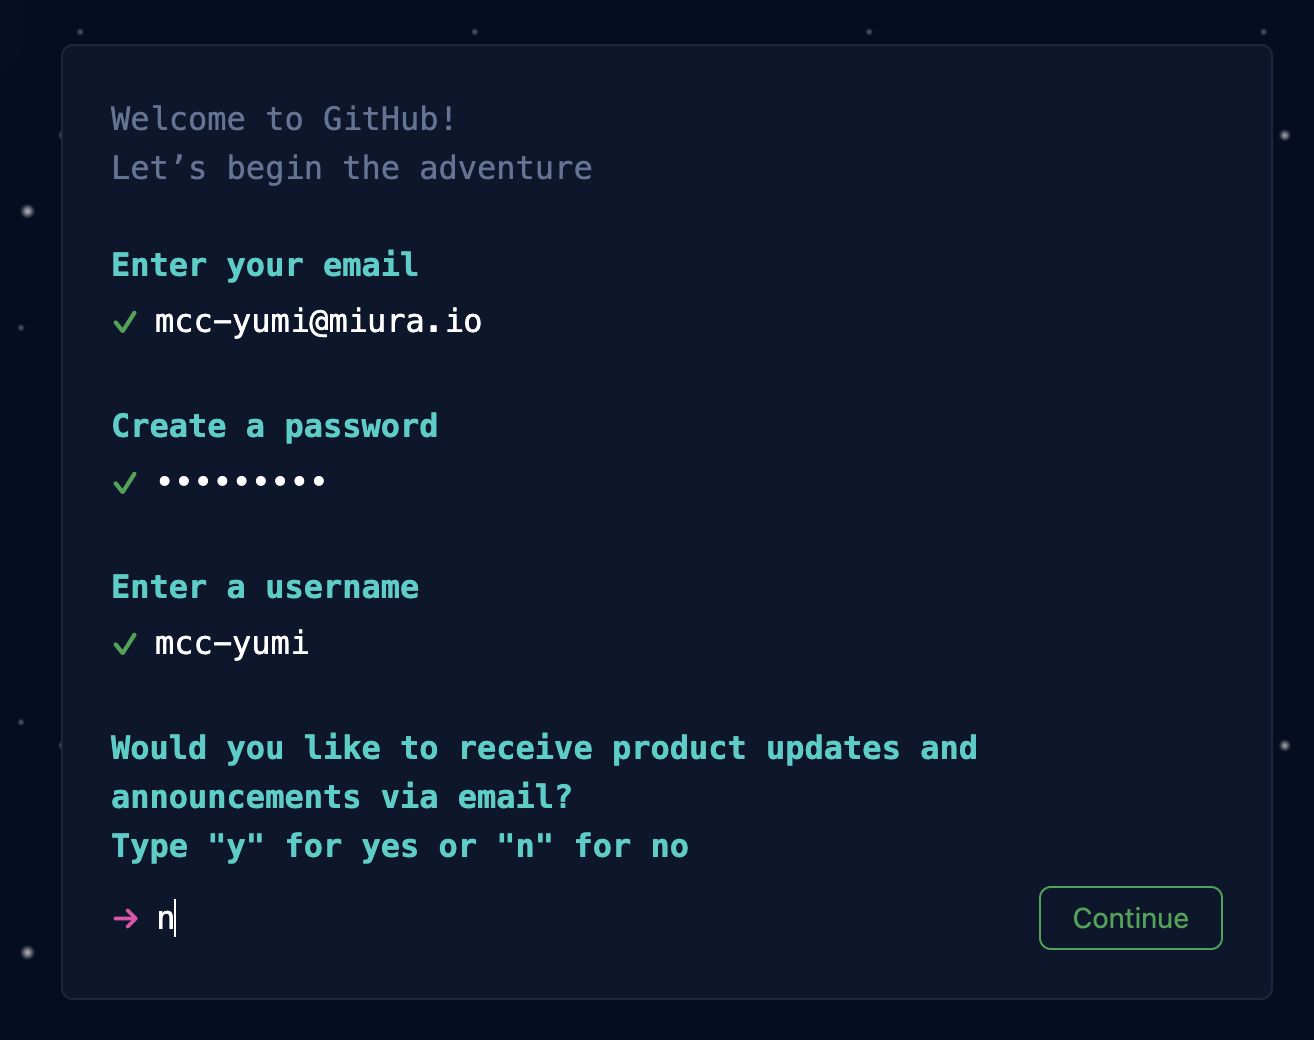 Welcome to GitHub!
Let’s begin the adventure
Enter your email
mcc-yumi@miura.io
Create a password
•••••••••
Enter a username
mcc-yumi
Would you like to receive product updates and
announcements via email?
Type "y" for yes or "n" for no
n
Continue